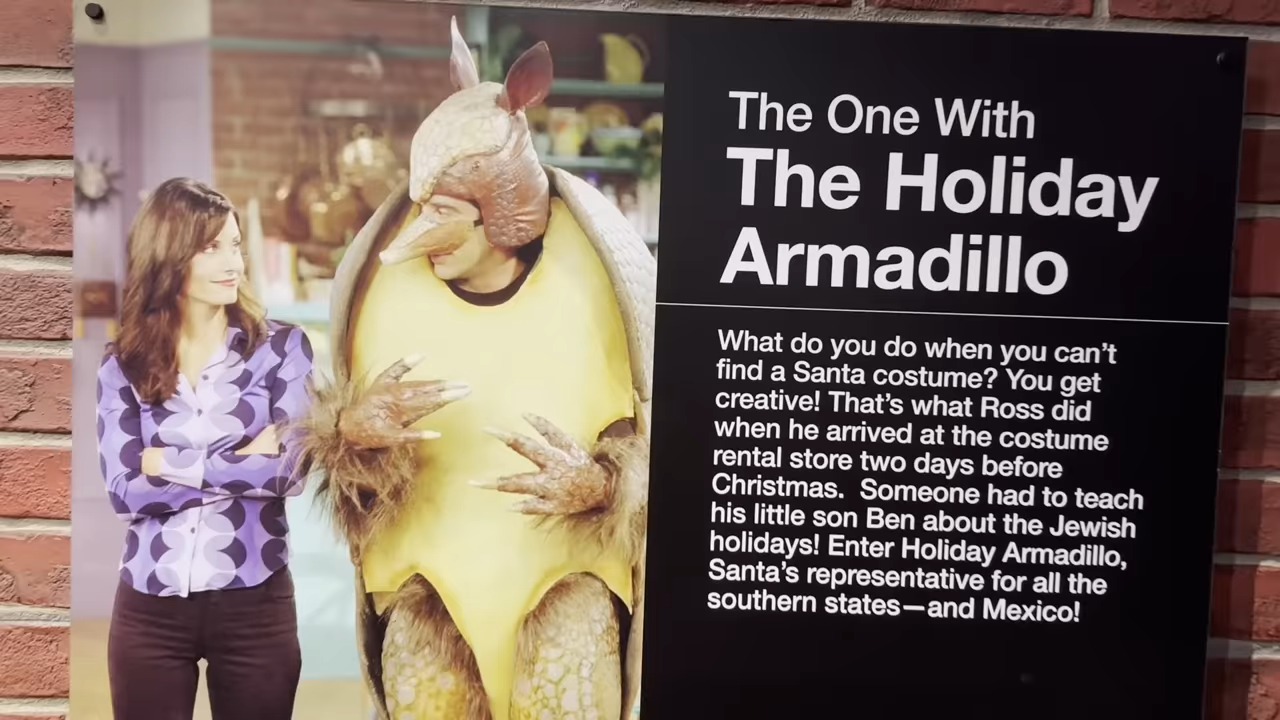 The One With
The Holiday
Armadillo
What do you do when you can’t
find a Santa costume? You get
creative! That’s what Ross did
when he arrived at the costume
rental store two days before
Christmas.  Someone had to teach
his little son Ben about the Jewish
holidays! Enter Holiday Armadillo,
Santa’s representative for all the
southern states—and Mexico!